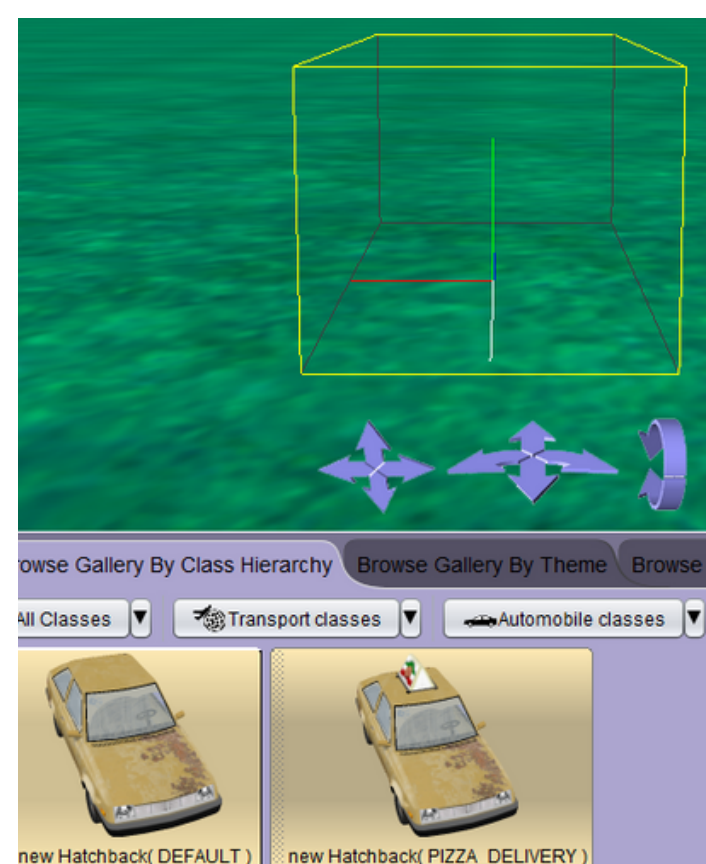 owse Gallery By Class Hierarchy
Browse Gallery By Theme
Browse
All Classes
Transport classes
Automobile classes
new Hatchback( DEFAULT )
new Hatchback( PIZZA_DELIVERY )